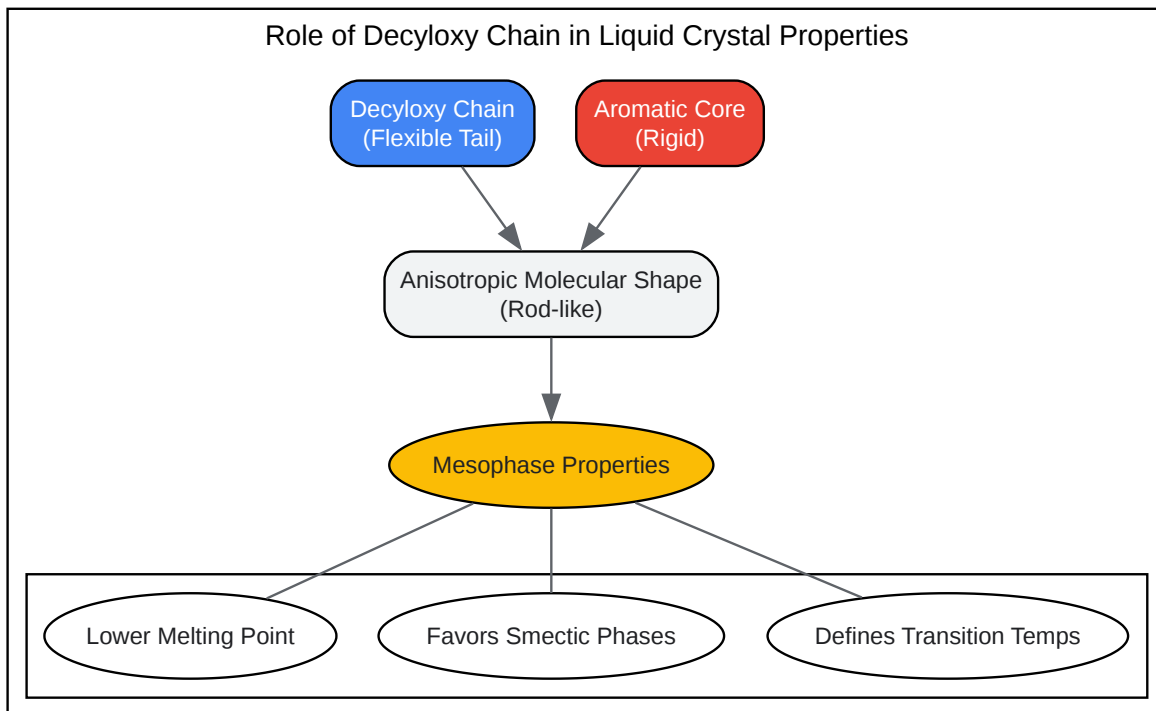 Role of Decyloxy Chain in Liquid Crystal Properties
Decyloxy Chain
(Flexible Tail)
Aromatic Core
(Rigid)
Anisotropic Molecular Shape
(Rod-like)
Mesophase Properties
Lower Melting Point
Favors Smectic Phases
Defines Transition Temps